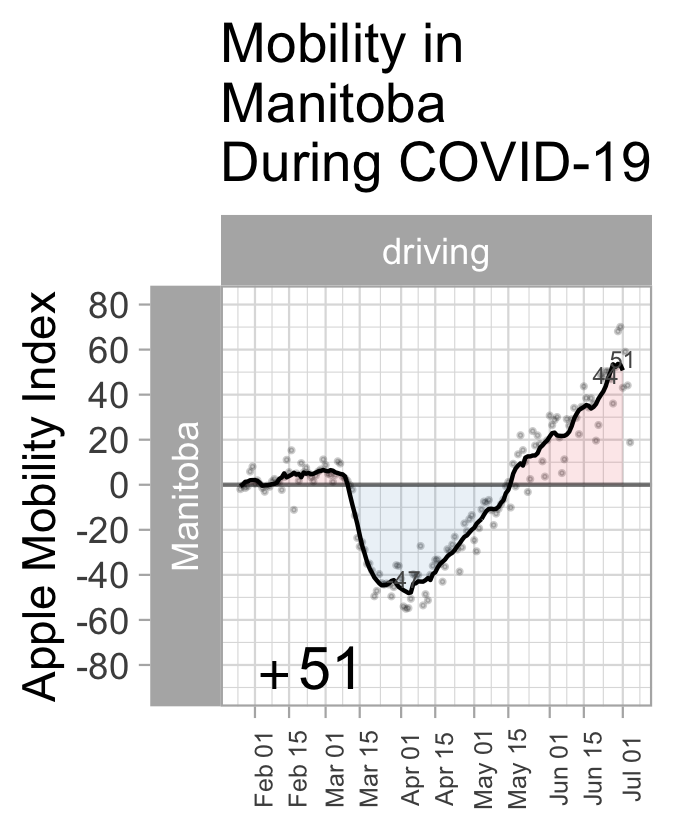 Mobility in
Manitoba
During COVID-19
driving
Apple Mobility Index
Manitoba
80
60
40
20
0
-20
-40
-60
-80
51
44
-47
+51
Feb 01
Feb 15
Mar 01
Mar 15
Apr 01
Apr 15
May 01
May 15
Jun 01
Jun 15
Jul 01